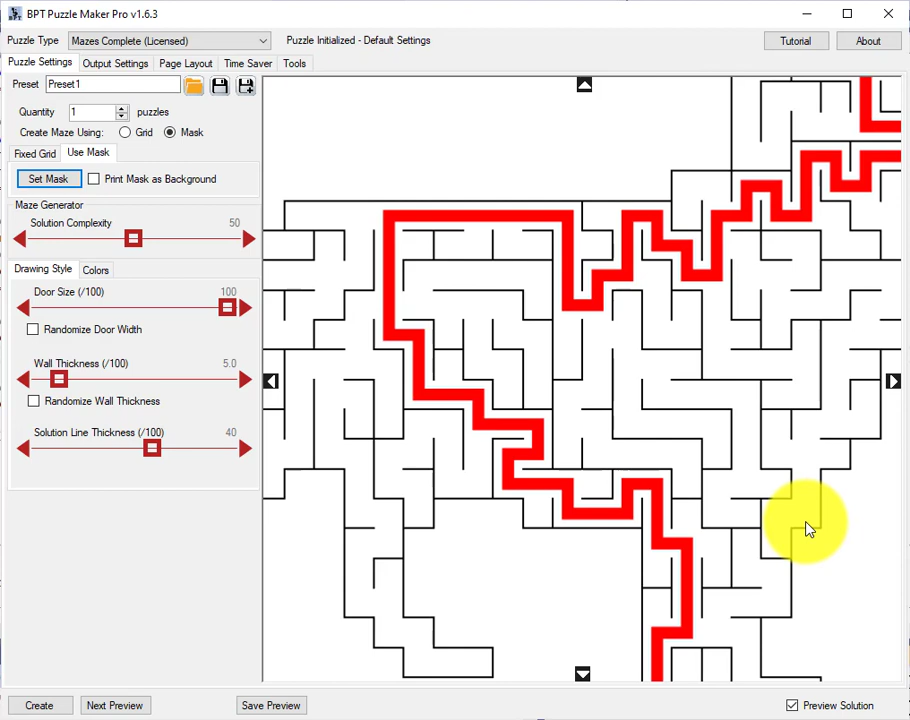 BPT Puzzle Maker Pro v1.6.3
Puzzle Type Mazes Complete (Licensed) Puzzle Initialized - Default Settings Tutorial About
Puzzle Settings Output Settings Page Layout Time Saver Tools
Preset Preset1
Quantity 1 puzzles
Create Maze Using: Grid Mask
Fixed Grid Use Mask
Set Mask Print Mask as Background
Maze Generator
Solution Complexity 50
Drawing Style Colors
Door Size (/100) 100
Randomize Door Width
Wall Thickness (/100) 5.0
Randomize Wall Thickness
Solution Line Thickness (/100) 40
Create Next Preview Save Preview Preview Solution